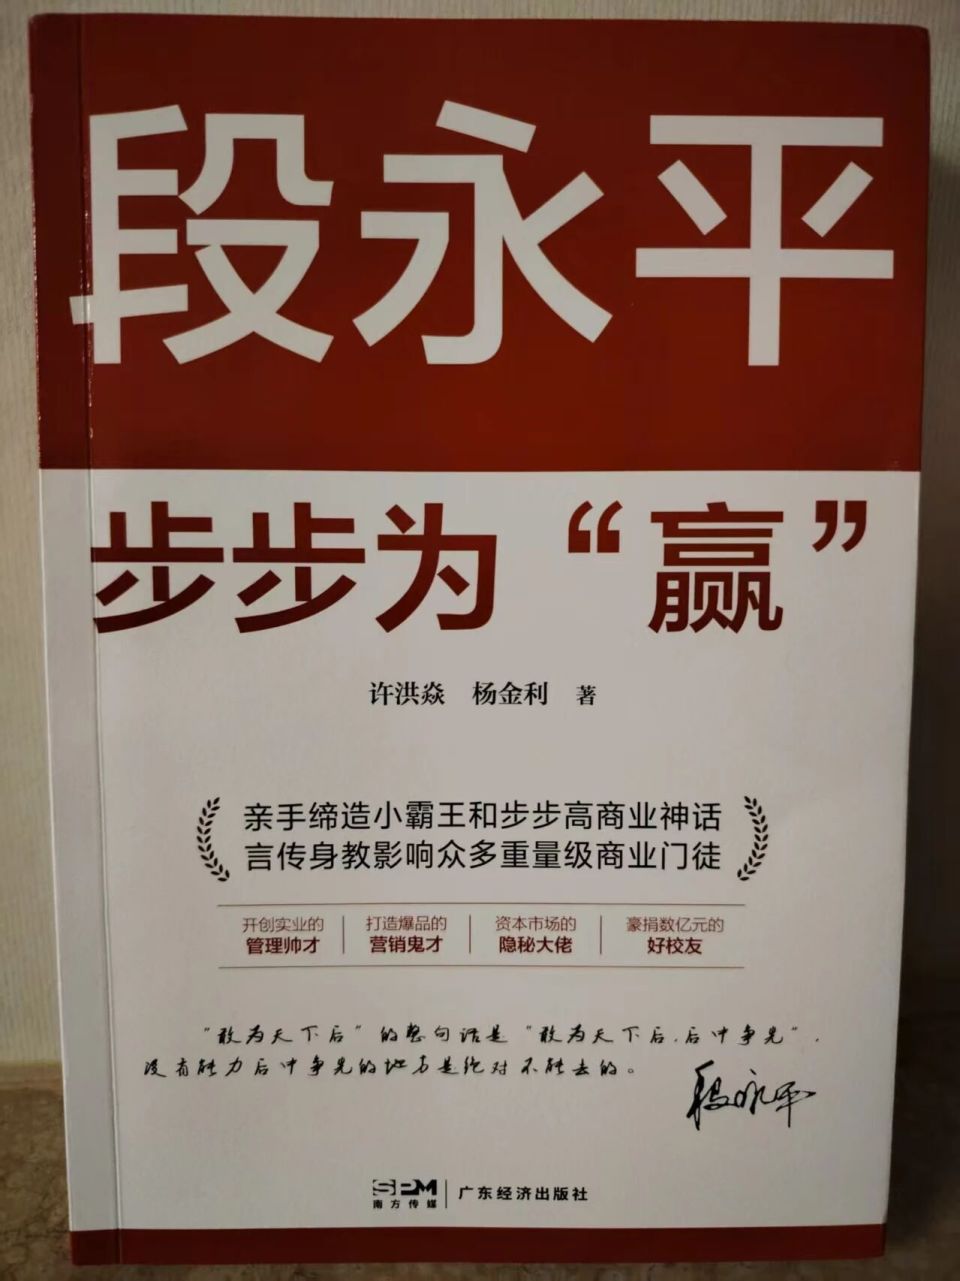 段永平
步步为“赢”
许洪焱 杨金利 著
亲手缔造小霸王和步步高商业神话
言传身教影响众多重量级商业门徒
开创实业的 打造爆品的 资本市场的 豪捐数亿元的
管理帅才 营销鬼才 隐秘大佬 好校友
“敢为天下后”的整句话是“敢为天下后,后中争先”,
没有能力后中争先的地方是绝对不能去的。
段永平
SPM 南方传媒 广东经济出版社